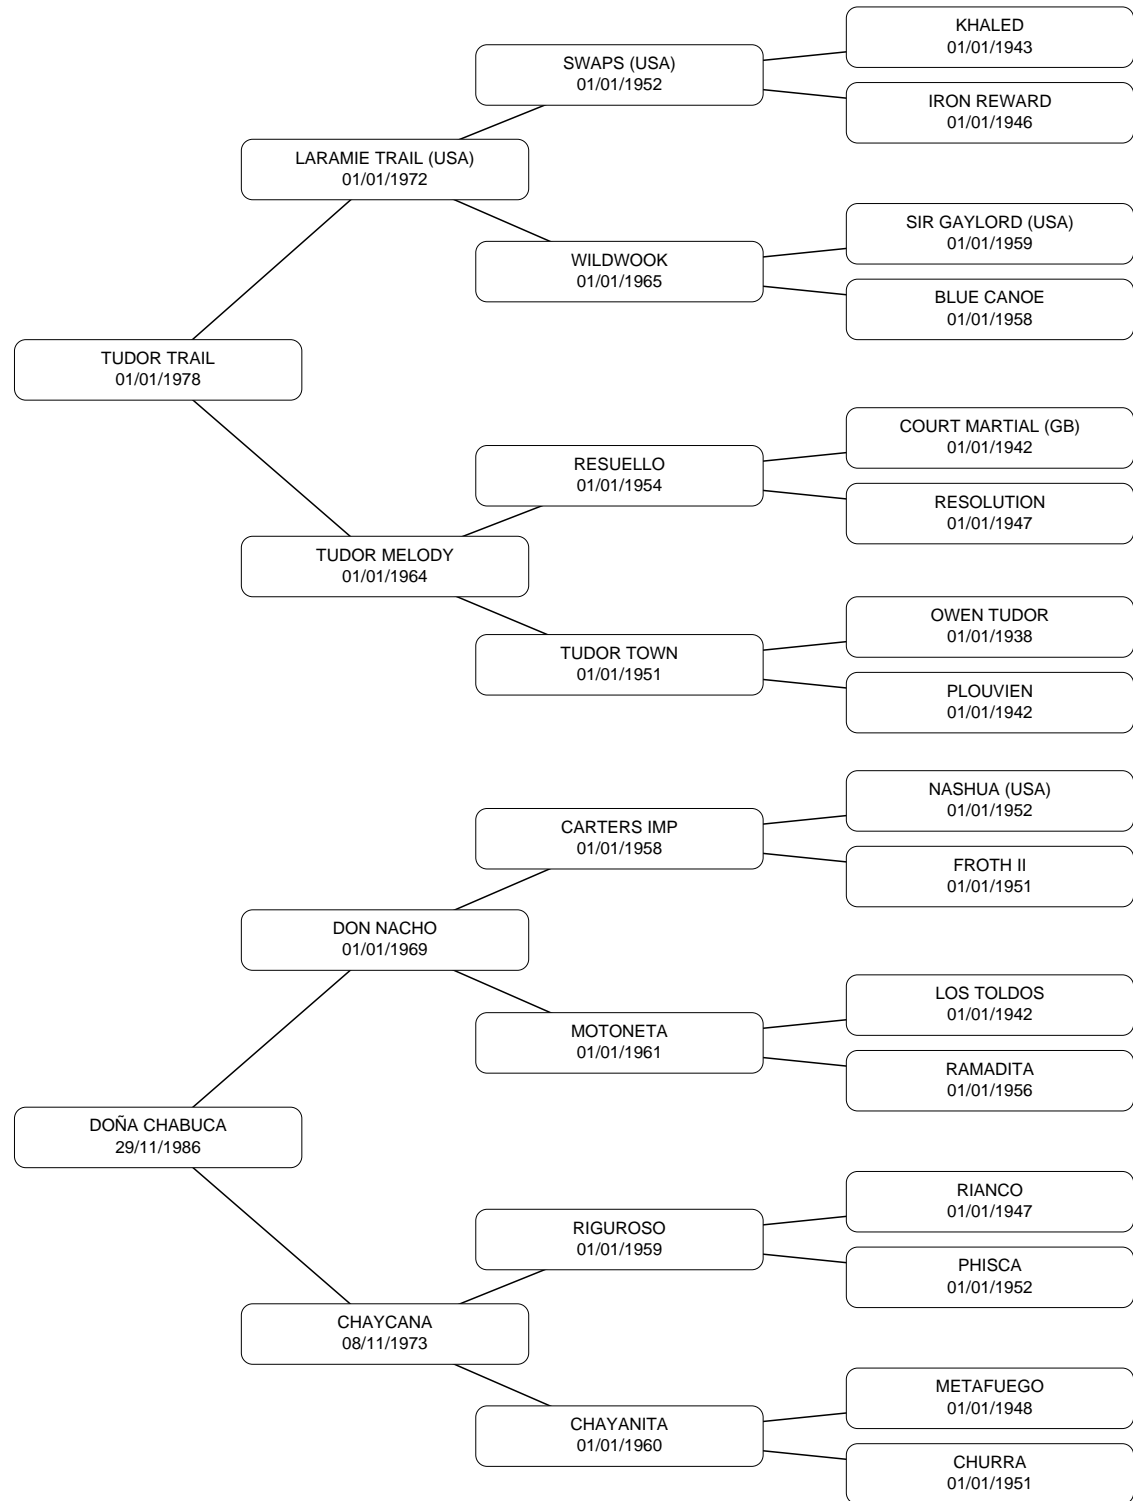 KHALED
01/01/1943
SWAPS (USA)
01/01/1952
IRON REWARD
01/01/1946
LARAMIE TRAIL (USA)
01/01/1972
SIR GAYLORD (USA)
01/01/1959
WILDWOOK
01/01/1965
BLUE CANOE
01/01/1958
TUDOR TRAIL
01/01/1978
COURT MARTIAL (GB)
01/01/1942
RESUELLO
01/01/1954
RESOLUTION
01/01/1947
TUDOR MELODY
01/01/1964
OWEN TUDOR
01/01/1938
TUDOR TOWN
01/01/1951
PLOUVIEN
01/01/1942
NASHUA (USA)
01/01/1952
CARTERS IMP
01/01/1958
FROTH II
01/01/1951
DON NACHO
01/01/1969
LOS TOLDOS
01/01/1942
MOTONETA
01/01/1961
RAMADITA
01/01/1956
DOÑA CHABUCA
29/11/1986
RIANCO
01/01/1947
RIGUROSO
01/01/1959
PHISCA
01/01/1952
CHAYCANA
08/11/1973
METAFUEGO
01/01/1948
CHAYANITA
01/01/1960
CHURRA
01/01/1951